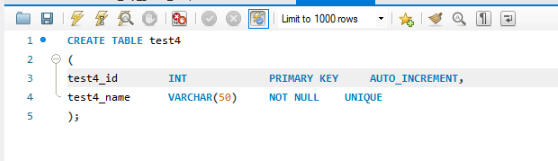 Limit to 1000 rows
1 CREATE TABLE test4
2 (
3 test4_id INT PRIMARY KEY AUTO_INCREMENT,
4 test4_name VARCHAR(50) NOT NULL UNIQUE
5 );